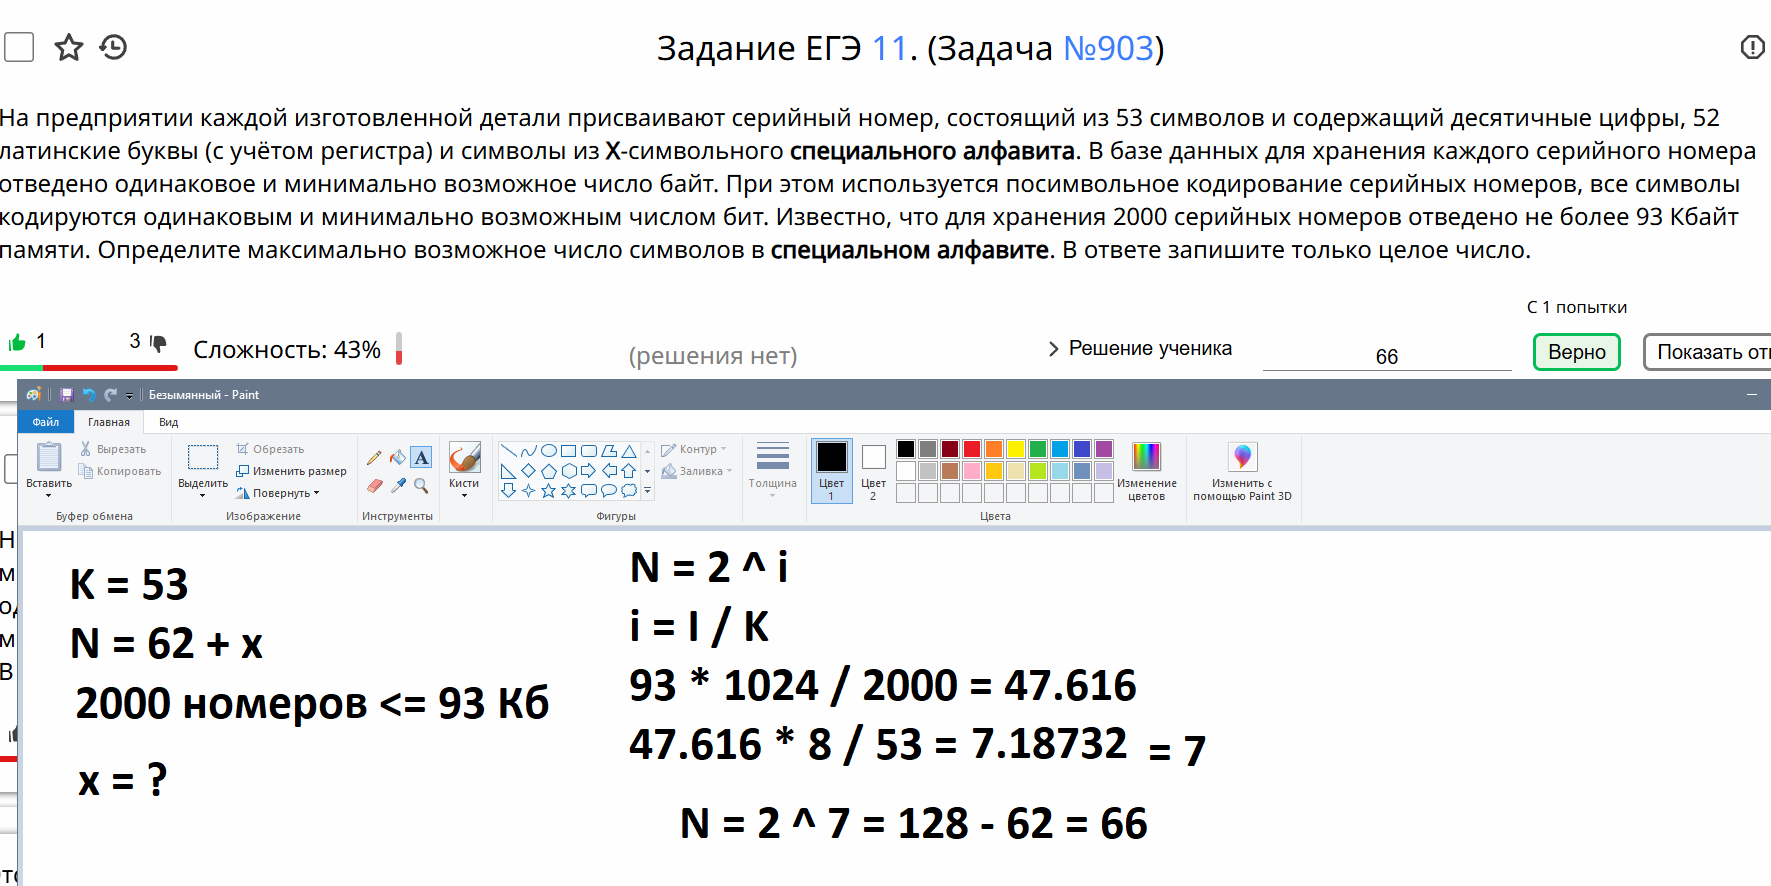 Задание ЕГЭ 11. (Задача №903)
На предприятии каждой изготовленной детали присваивают серийный номер, состоящий из 53 символов и содержащий десятичные цифры, 52
латинские буквы (с учётом регистра) и символы из X-символьного специального алфавита. В базе данных для хранения каждого серийного номера
отведено одинаковое и минимально возможное число байт. При этом используется посимвольное кодирование серийных номеров, все символы
кодируются одинаковым и минимально возможным числом бит. Известно, что для хранения 2000 серийных номеров отведено не более 93 Кбайт
памяти. Определите максимально возможное число символов в специальном алфавите. В ответе запишите только целое число.
С 1 попытки
1 3 Сложность: 43% (решения нет) Решение ученика 66 Верно Показать от
Безымянный - Paint
Файл Главная Вид
Вставить Вырезать Копировать
Буфер обмена
Выделить Обрезать Изменить размер Повернуть
Изображение
Инструменты
Кисти
Контур Заливка
Фигуры
Толщина
Цвет 1 Цвет 2
Изменение цветов
Цвета
Изменить с помощью Paint 3D
K = 53
N = 62 + x
2000 номеров <= 93 Кб
x = ?
N = 2 ^ i
i = I / K
93 * 1024 / 2000 = 47.616
47.616 * 8 / 53 = 7.18732 = 7
N = 2 ^ 7 = 128 - 62 = 66